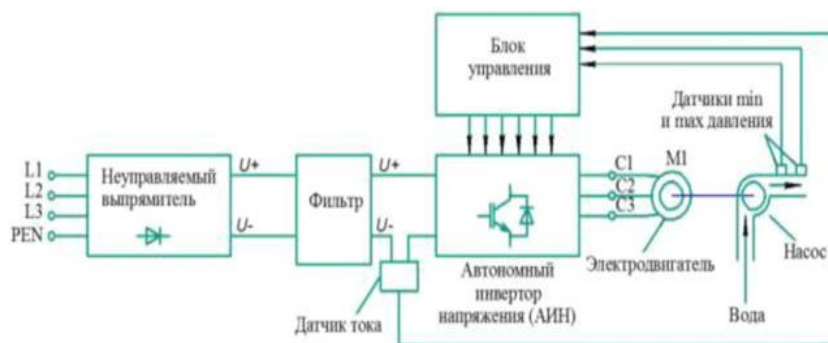 Блок
управления
Датчики min
и max давления
L1
L2
L3
PEN
Неуправляемый
выпрямитель
U+
U-
Фильтр
U+
U-
C1
C2
C3
M1
Электродвигатель
Насос
Автономный
инвертор
напряжения (АИН)
Датчик тока
Вода